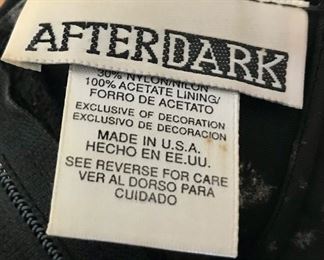 AFTER DARK
30% NYLON/NILON
100% ACETATE LINING/
FORRO DE ACETATO
EXCLUSIVE OF DECORATION
EXCLUSIVO DE DECORACION
MADE IN U.S.A.
HECHO EN EE.UU.
SEE REVERSE FOR CARE
VER AL DORSO PARA
CUIDADO